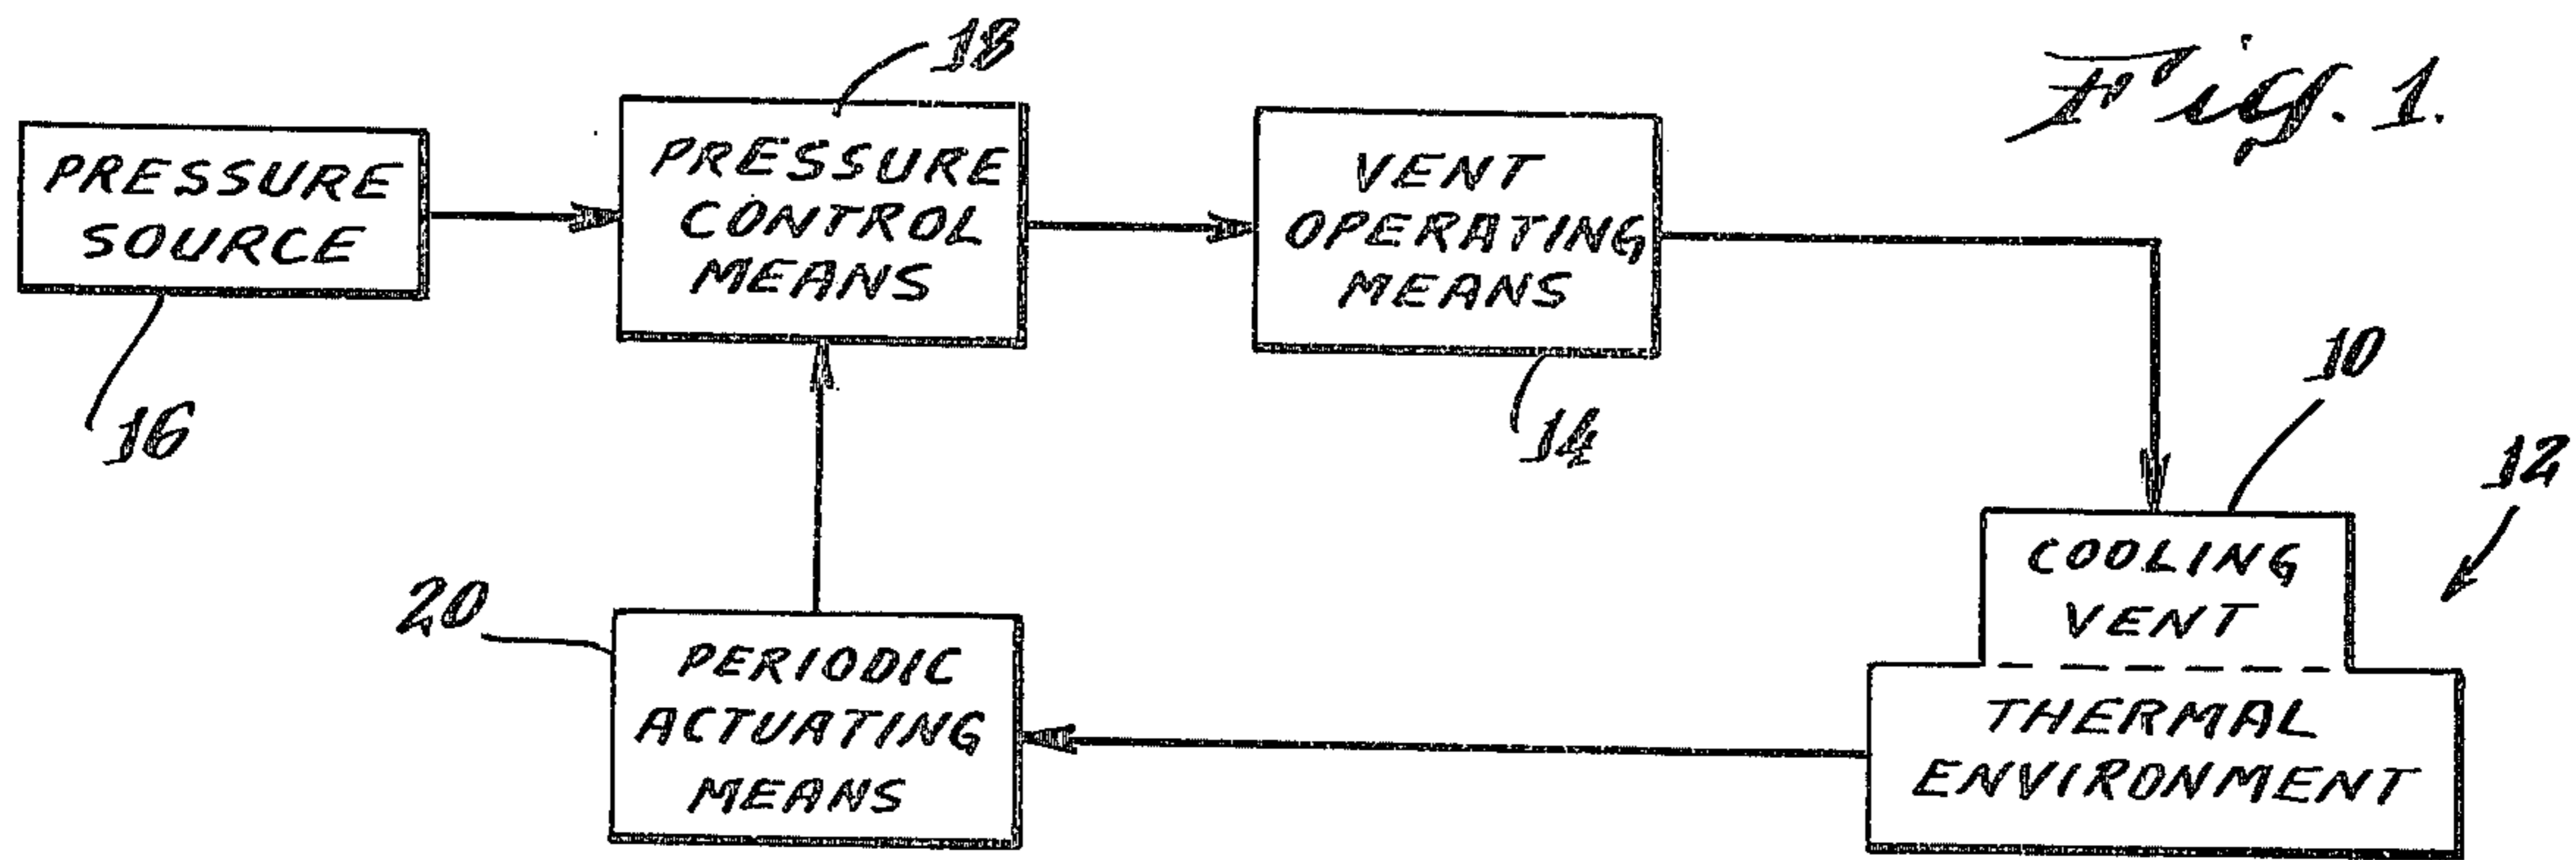 Fig. 1.
18
PRESSURE
SOURCE
16
PRESSURE
CONTROL
MEANS
VENT
OPERATING
MEANS
14
10
12
COOLING
VENT
THERMAL
ENVIRONMENT
20
PERIODIC
ACTUATING
MEANS